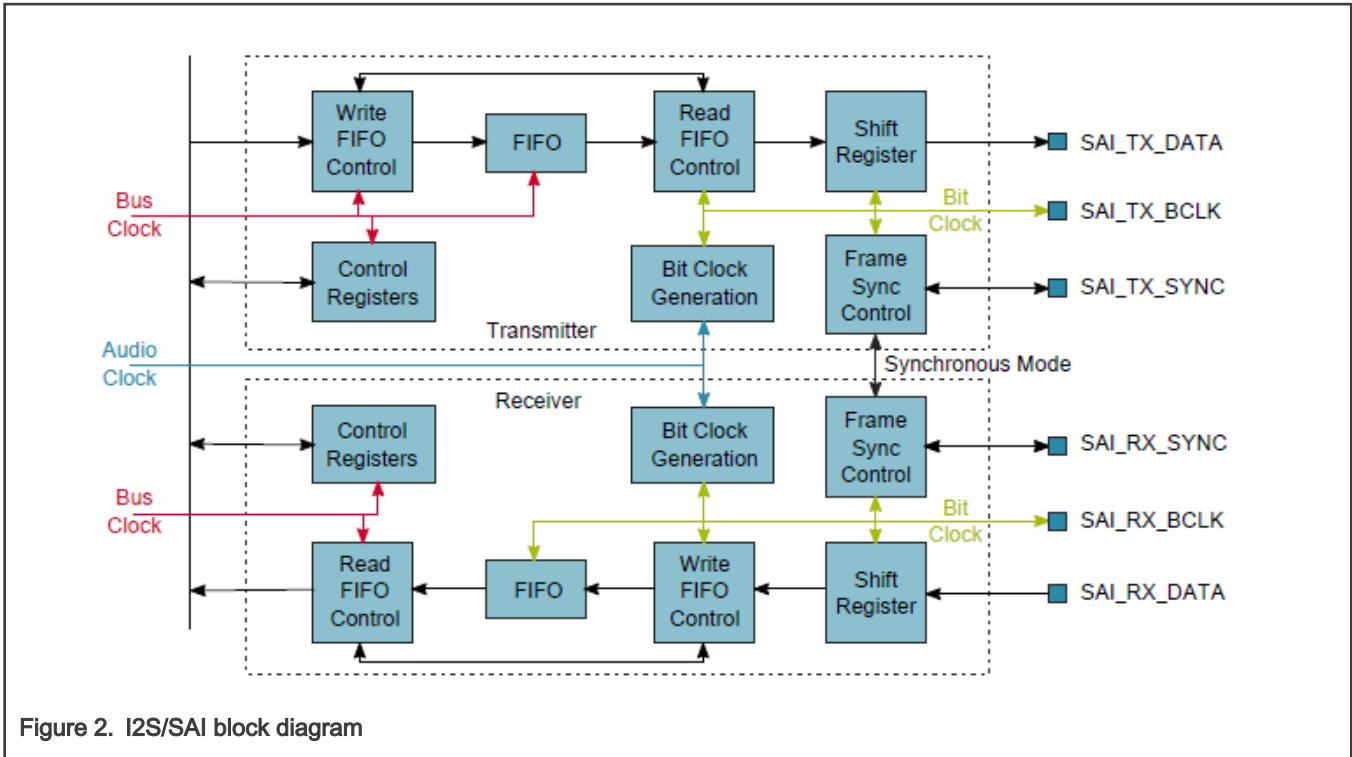 Write
FIFO
Control
FIFO
Read
FIFO
Control
Shift
Register
SAI_TX_DATA
Bus
Clock
Bit
Clock
SAI_TX_BCLK
Control
Registers
Bit Clock
Generation
Frame
Sync
Control
SAI_TX_SYNC
Transmitter
Audio
Clock
Synchronous Mode
Receiver
Control
Registers
Bit Clock
Generation
Frame
Sync
Control
SAI_RX_SYNC
Bus
Clock
Bit
Clock
SAI_RX_BCLK
Read
FIFO
Control
FIFO
Write
FIFO
Control
Shift
Register
SAI_RX_DATA
Figure 2. I2S/SAI block diagram